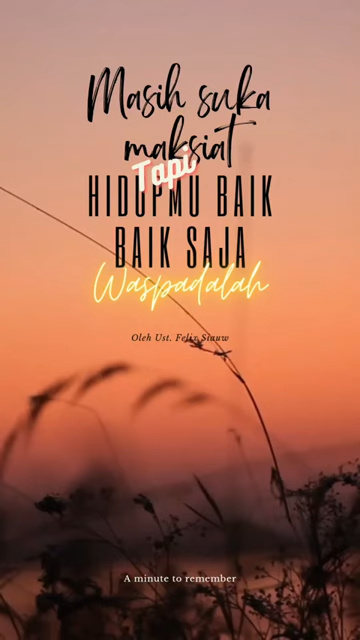 Masih suka
maksiat
Tapi
HIDUPMU BAIK
BAIK SAJA
Waspadalah
Oleh Ust. Felix Siauw
A minute to remember